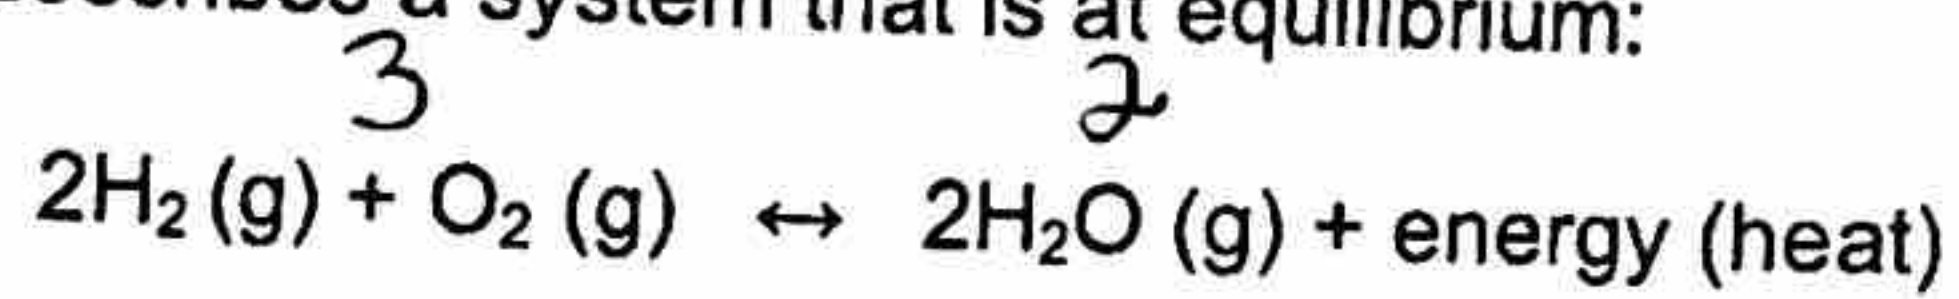 describes a system that is at equilibrium:
3 2
2H₂ (g) + O₂ (g) ↔ 2H₂O (g) + energy (heat)